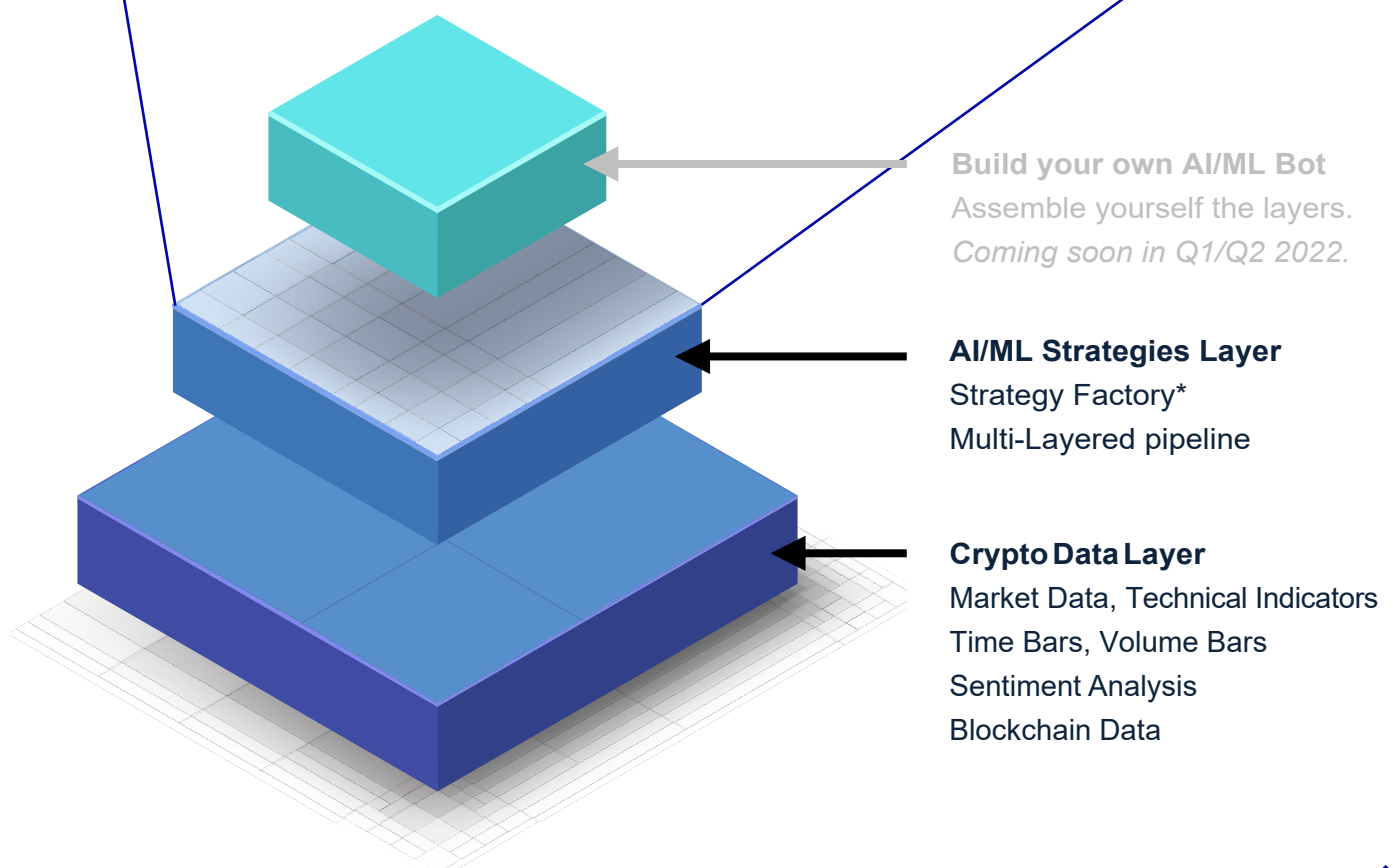 Build your own AI/ML Bot
Assemble yourself the layers.
Coming soon in Q1/Q2 2022.
AI/ML Strategies Layer
Strategy Factory*
Multi-Layered pipeline
Crypto Data Layer
Market Data, Technical Indicators
Time Bars, Volume Bars
Sentiment Analysis
Blockchain Data